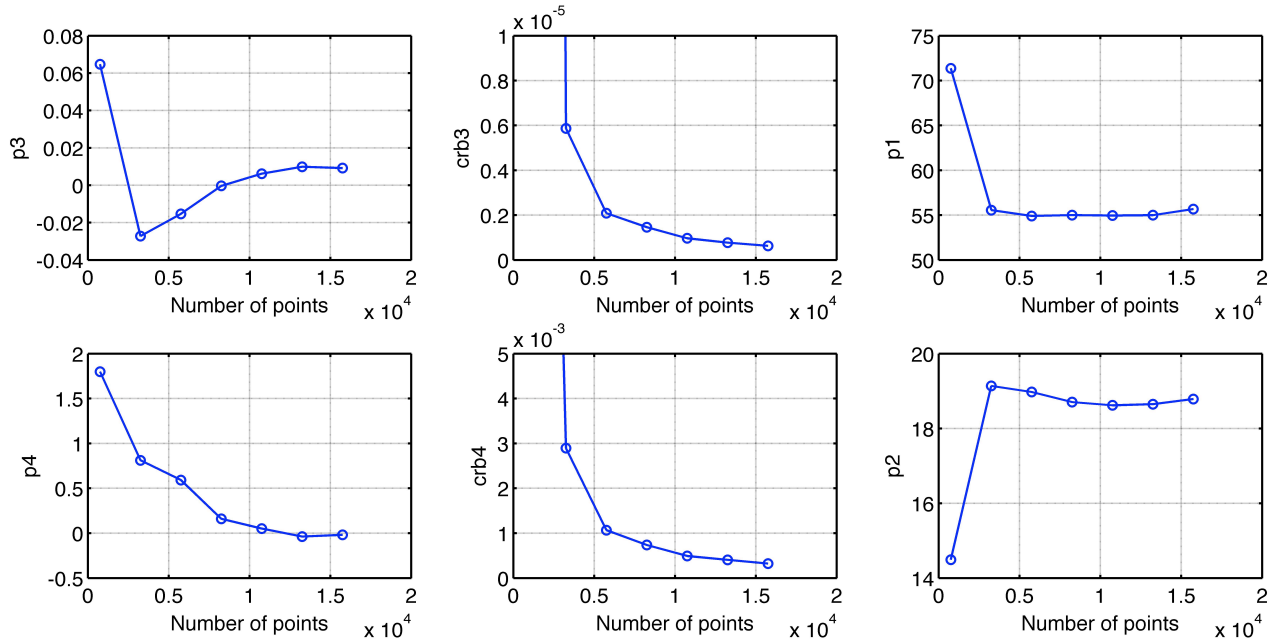 p3
0.08
0.06
0.04
0.02
0
-0.02
-0.04
0 0.5 1 1.5 2
Number of points
x 10^4
x 10^-5
crb3
1
0.8
0.6
0.4
0.2
0
0 0.5 1 1.5 2
Number of points
x 10^4
p1
75
70
65
60
55
50
0 0.5 1 1.5 2
Number of points
x 10^4
p4
2
1.5
1
0.5
0
-0.5
0 0.5 1 1.5 2
Number of points
x 10^4
x 10^-3
crb4
5
4
3
2
1
0
0 0.5 1 1.5 2
Number of points
x 10^4
p2
20
18
16
14
0 0.5 1 1.5 2
Number of points
x 10^4